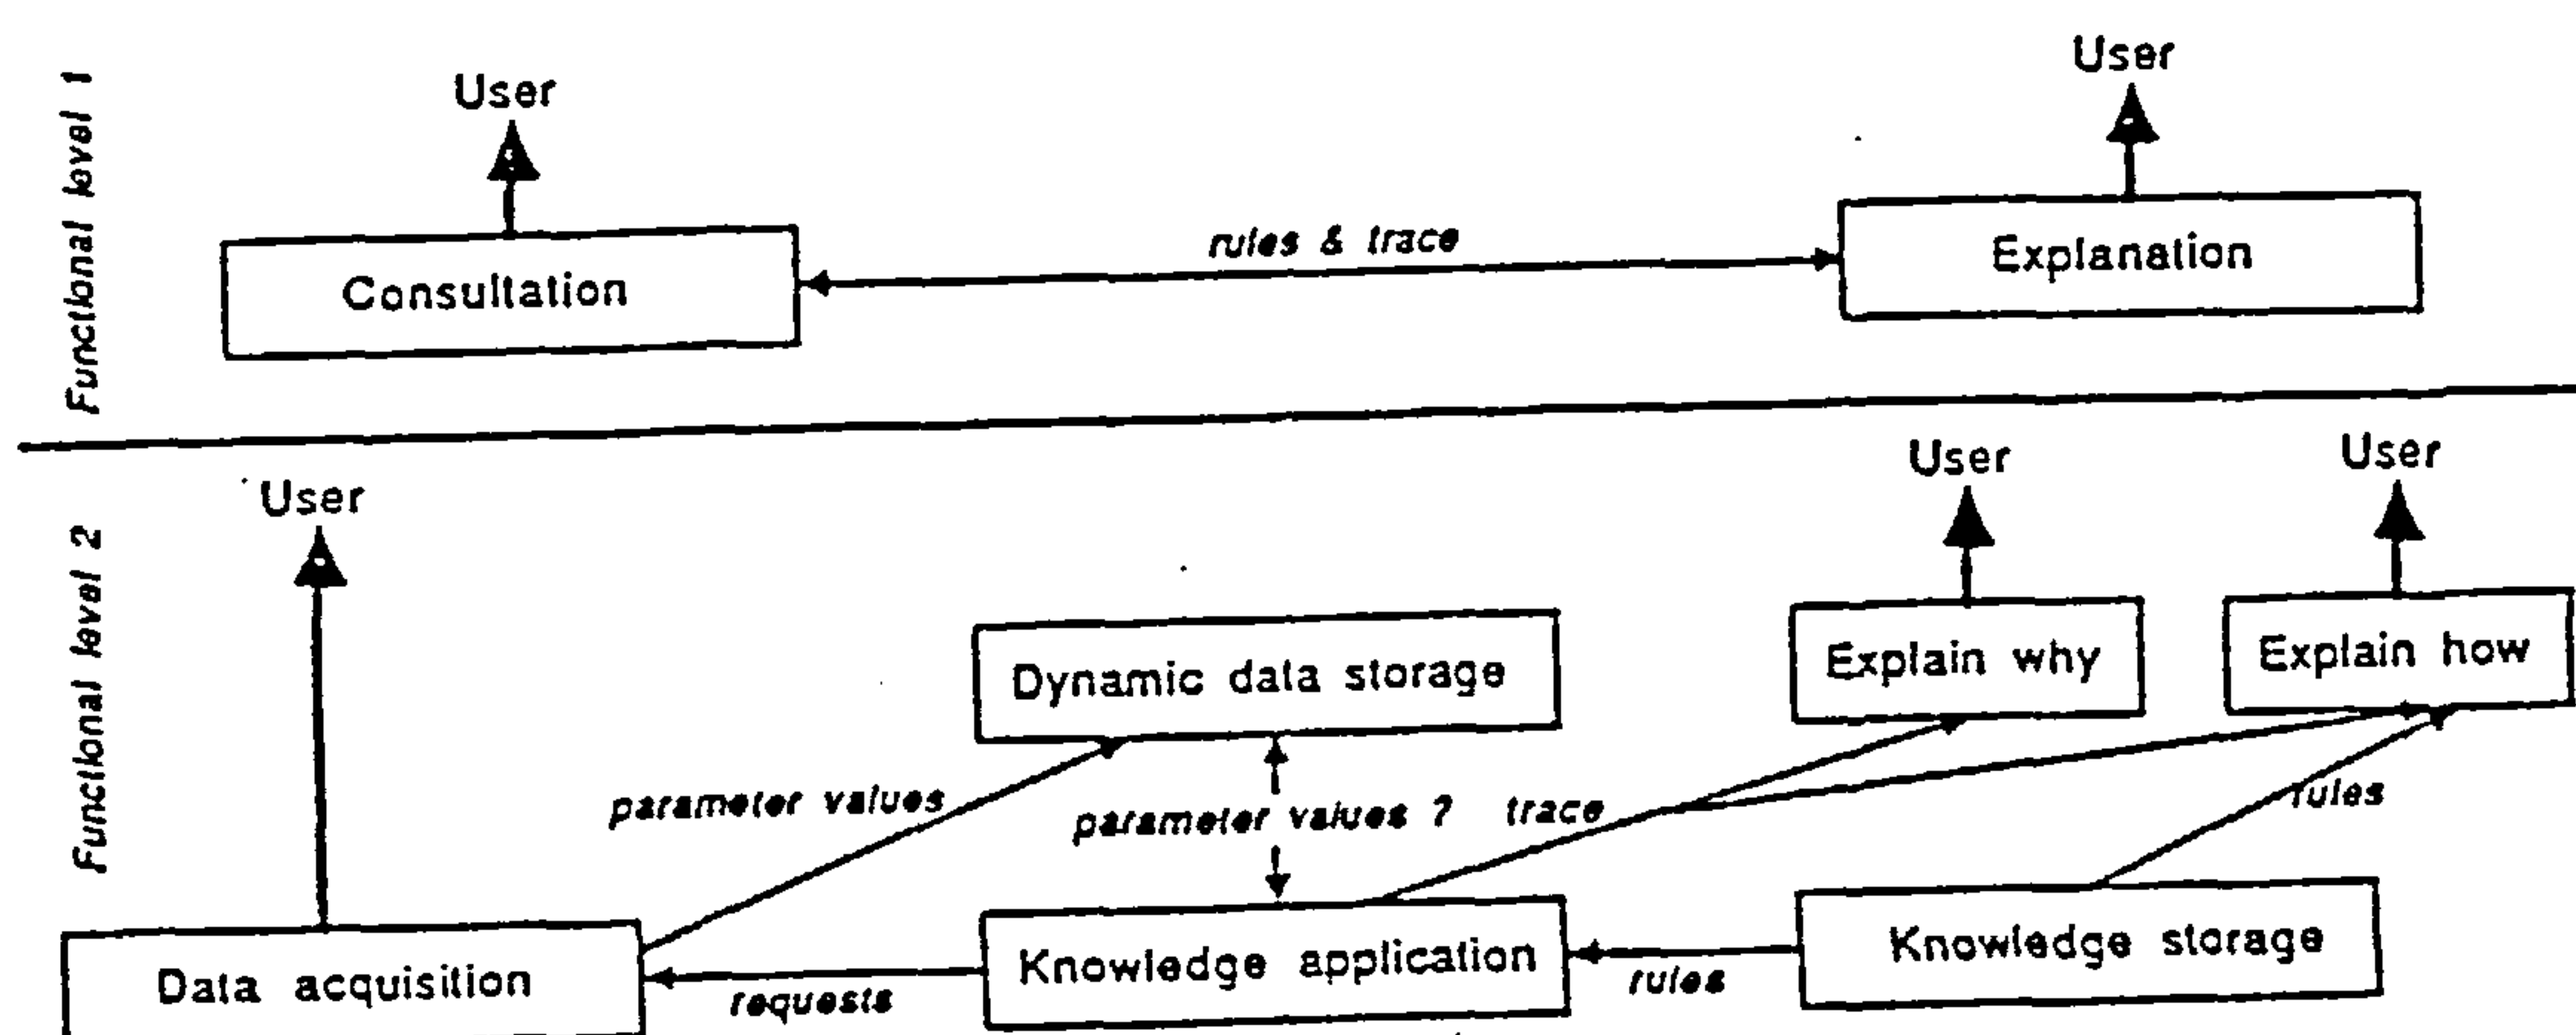 Functional level 1
User
User
Consultation
rules & trace
Explanation
Functional level 2
User
User
User
Dynamic data storage
Explain why
Explain how
parameter values
parameter values ?
trace
rules
Data acquisition
requests
Knowledge application
rules
Knowledge storage